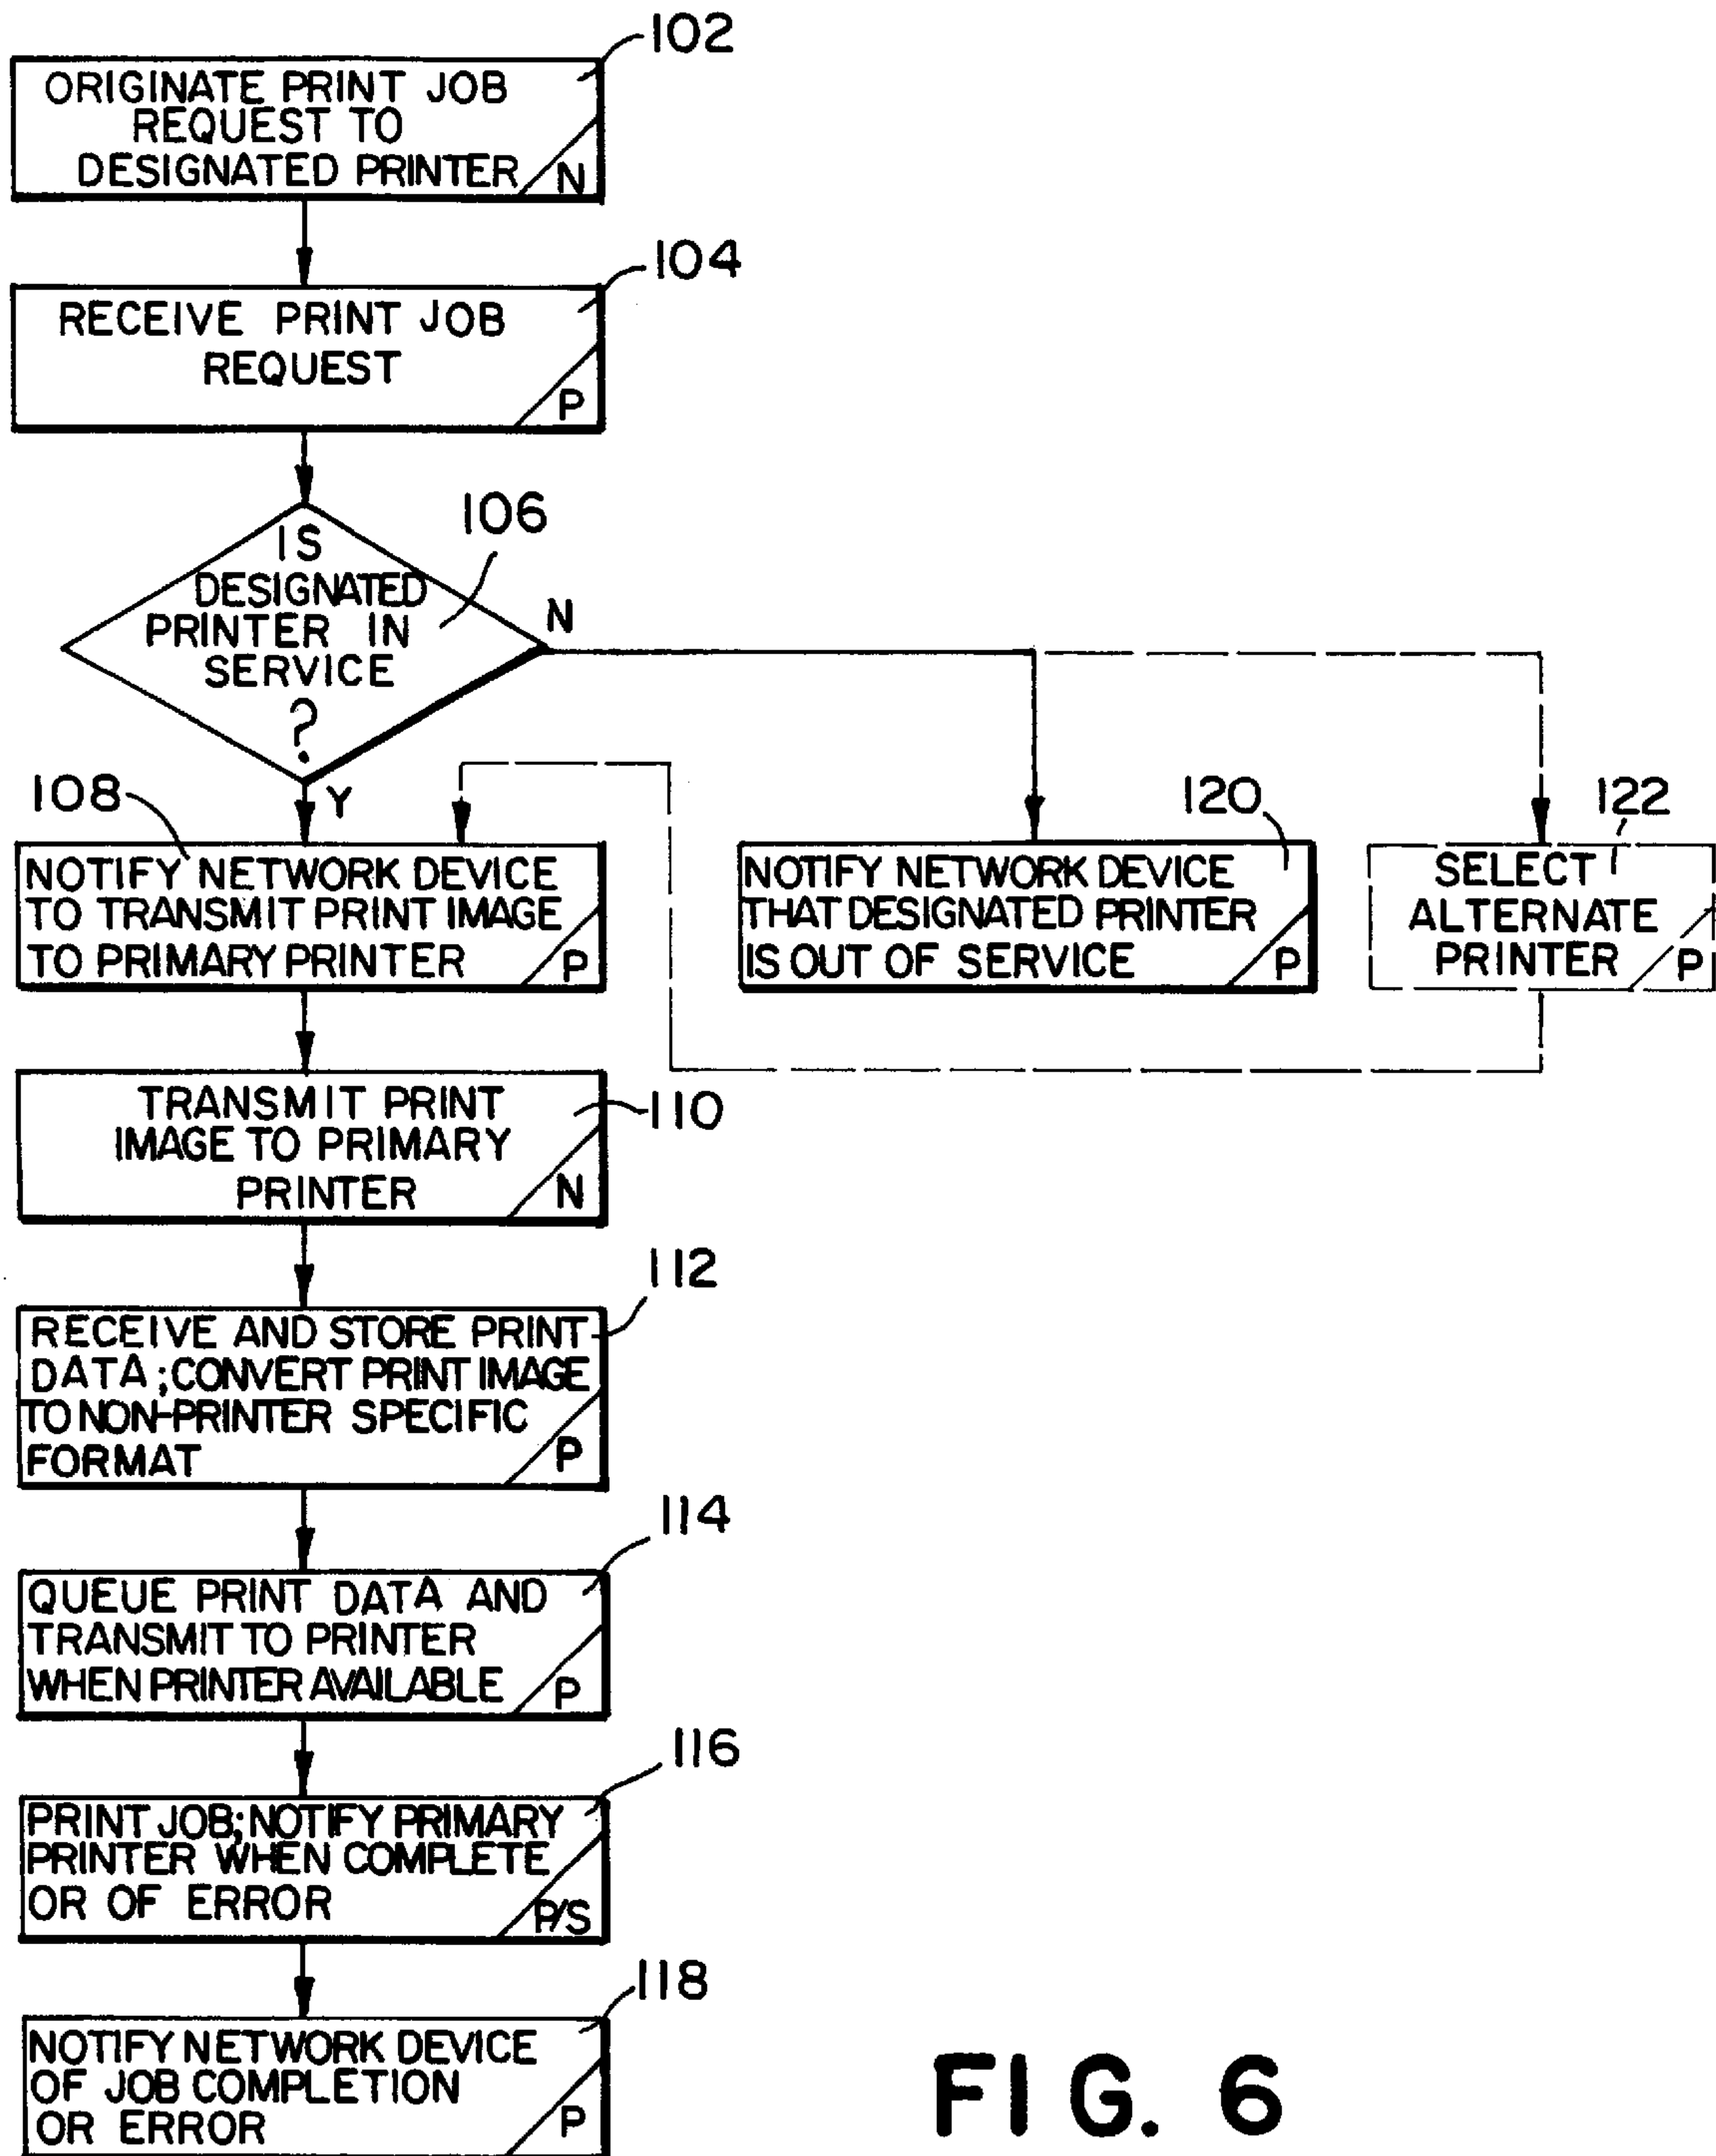 102
ORIGINATE PRINT JOB
REQUEST TO
DESIGNATED PRINTER
N
104
RECEIVE PRINT JOB
REQUEST
P
106
IS
DESIGNATED
PRINTER IN
SERVICE
?
N
Y
108
NOTIFY NETWORK DEVICE
TO TRANSMIT PRINT IMAGE
TO PRIMARY PRINTER
P
120
NOTIFY NETWORK DEVICE
THAT DESIGNATED PRINTER
IS OUT OF SERVICE
P
122
SELECT
ALTERNATE
PRINTER
P
110
TRANSMIT PRINT
IMAGE TO PRIMARY
PRINTER
N
112
RECEIVE AND STORE PRINT
DATA; CONVERT PRINT IMAGE
TO NON-PRINTER SPECIFIC
FORMAT
P
114
QUEUE PRINT DATA AND
TRANSMIT TO PRINTER
WHEN PRINTER AVAILABLE
P
116
PRINT JOB; NOTIFY PRIMARY
PRINTER WHEN COMPLETE
OR OF ERROR
P/S
118
NOTIFY NETWORK DEVICE
OF JOB COMPLETION
OR ERROR
P
FIG. 6